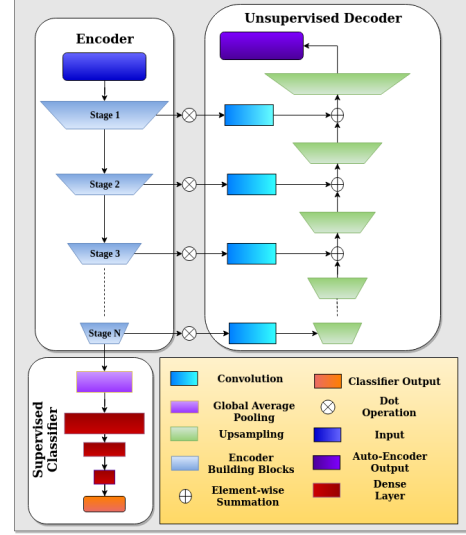 Encoder
Unsupervised Decoder
Stage 1
Stage 2
Stage 3
Stage N
Supervised
Classifier
Convolution
Global Average
Pooling
Upsampling
Encoder
Building Blocks
Element-wise
Summation
Classifier Output
Dot
Operation
Input
Auto-Encoder
Output
Dense
Layer